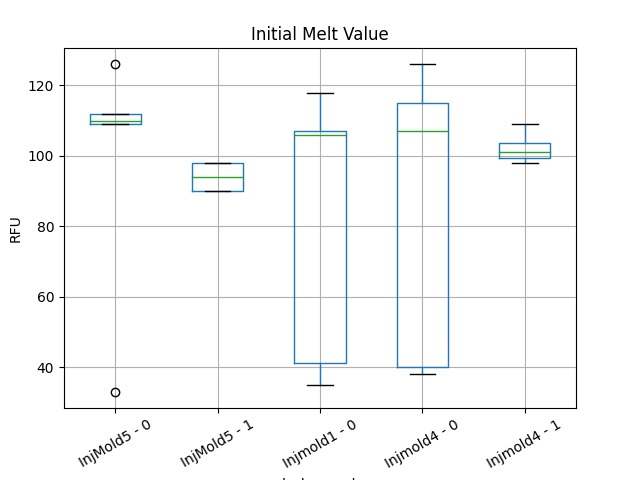 Initial Melt Value
RFU
120
100
80
60
40
InjMold5 - 0
InjMold5 - 1
Injmold1 - 0
Injmold4 - 0
Injmold4 - 1